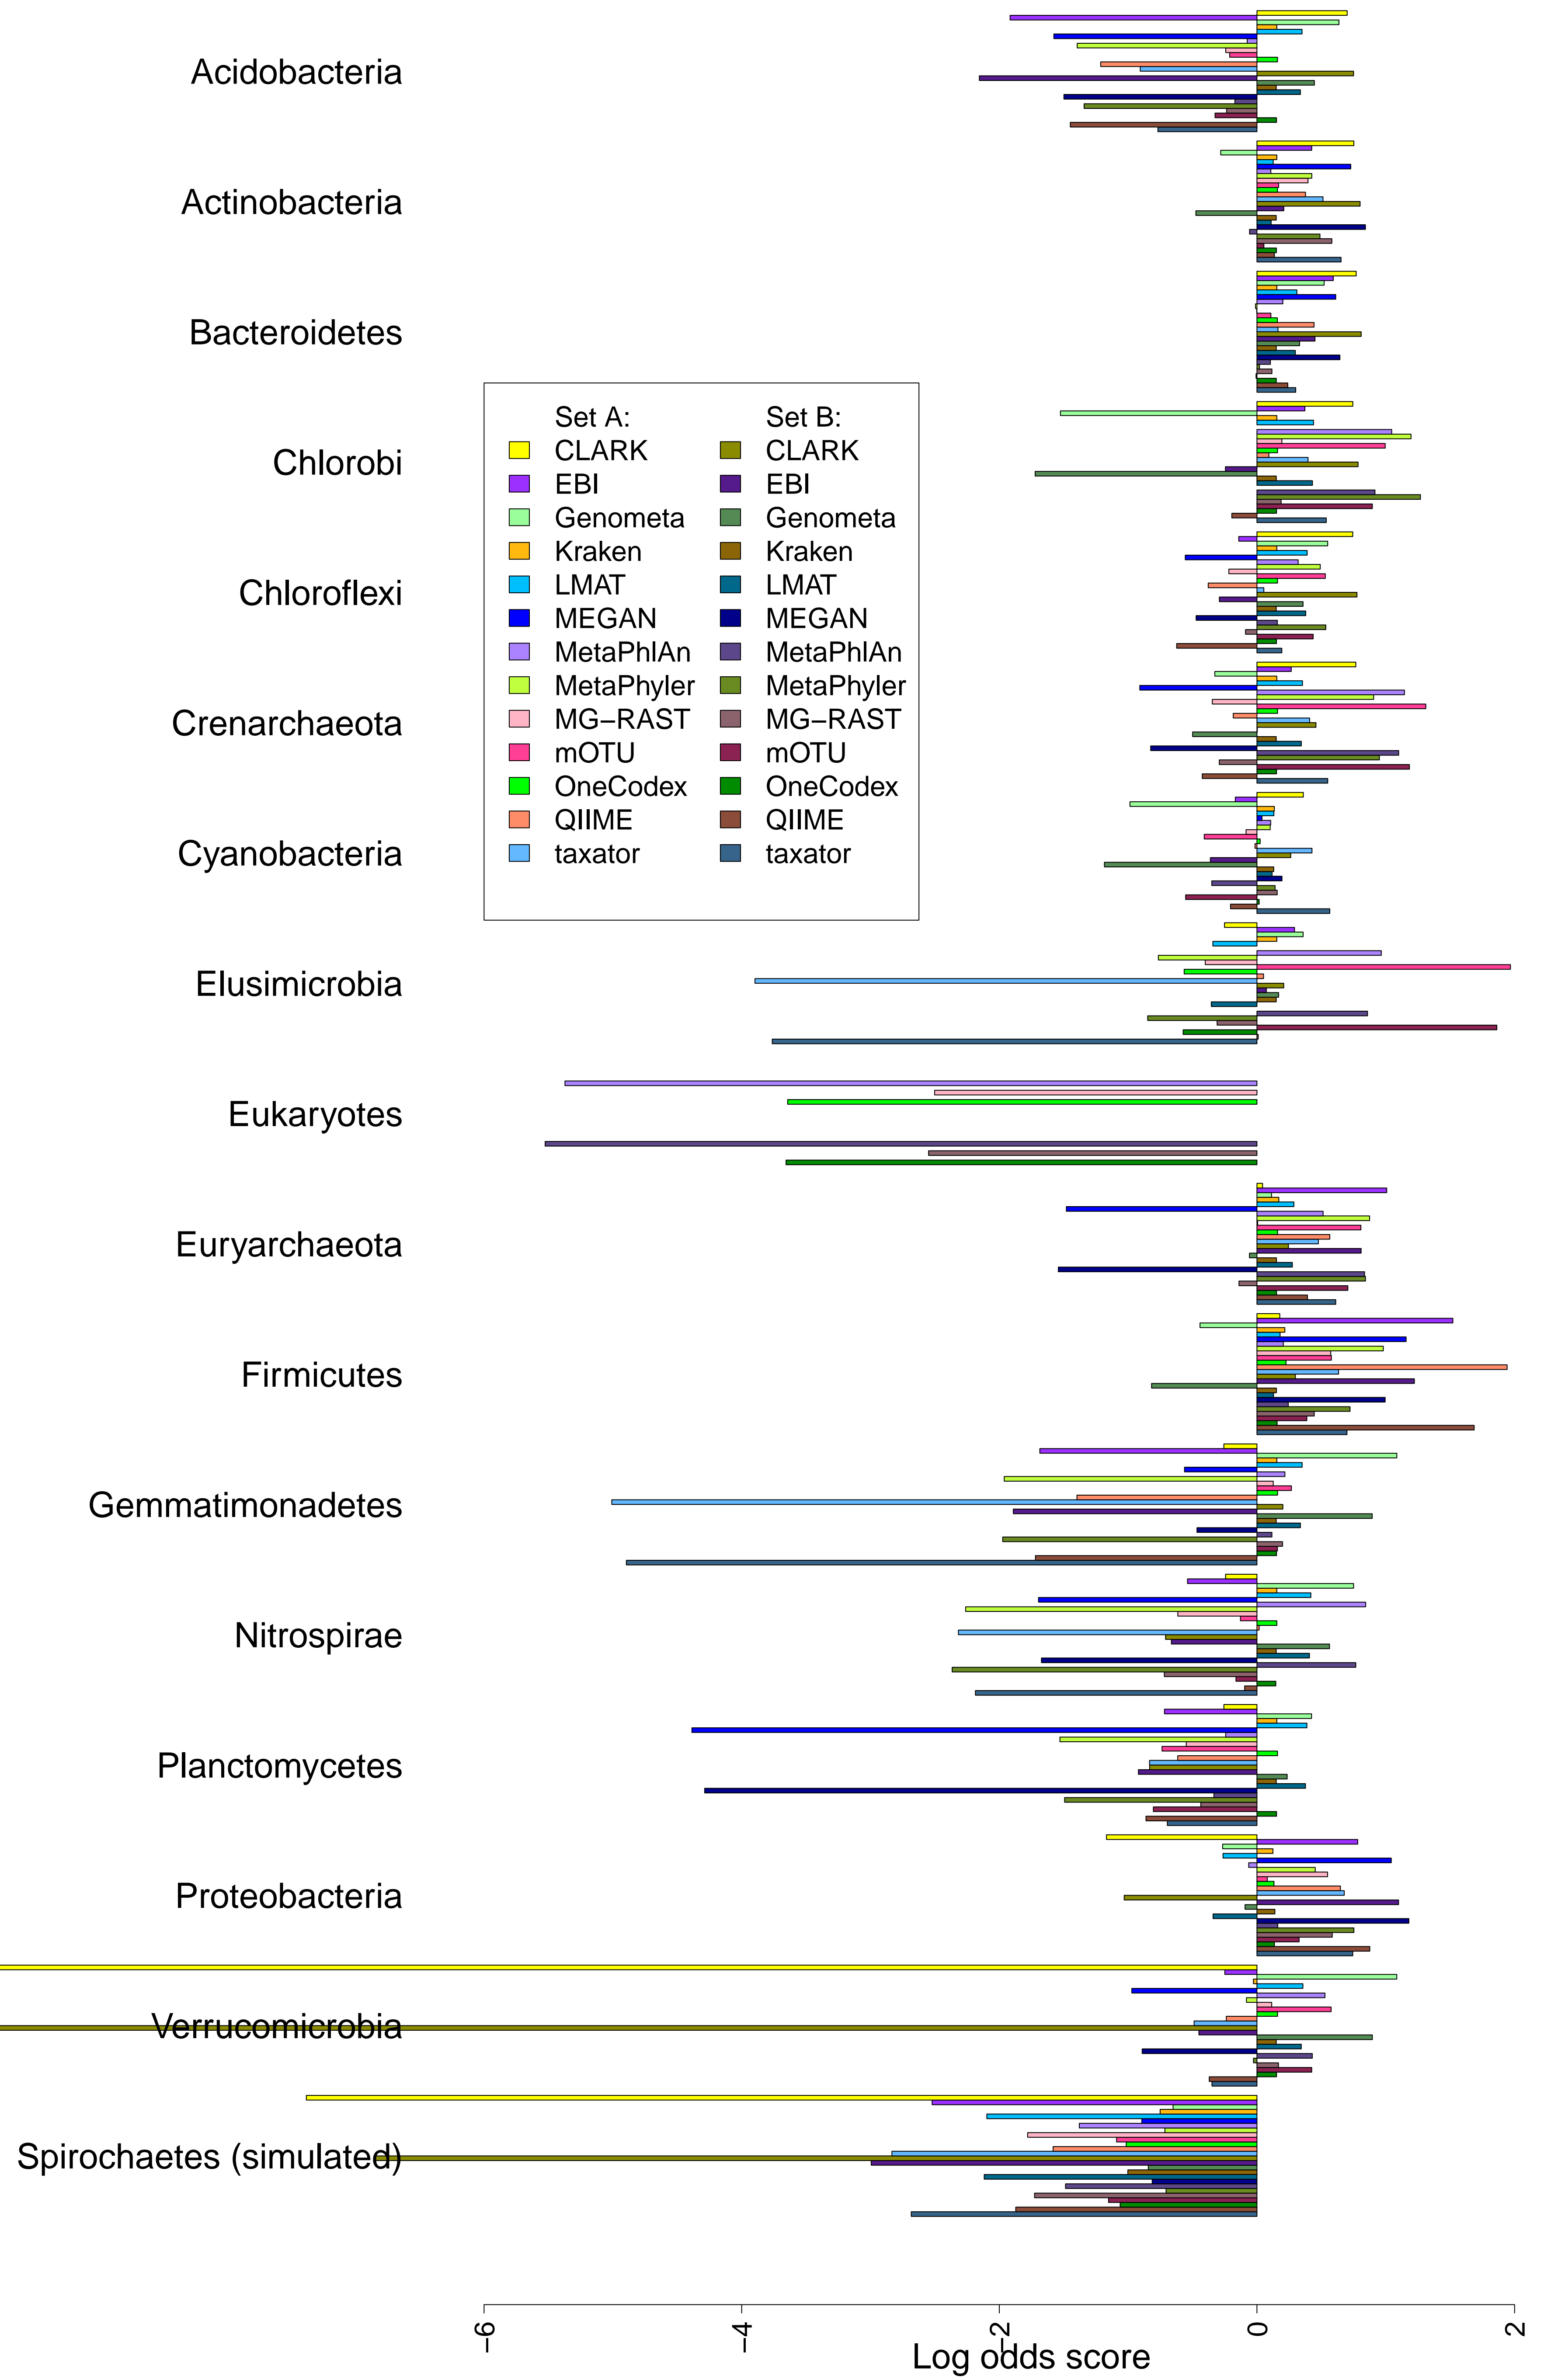 Acidobacteria
Actinobacteria
Bacteroidetes
Chlorobi
Set A: Set B:
CLARK CLARK
EBI EBI
Genometa Genometa
Kraken Kraken
LMAT LMAT
MEGAN MEGAN
MetaPhlAn MetaPhlAn
MetaPhyler MetaPhyler
MG−RAST MG−RAST
mOTU mOTU
OneCodex OneCodex
QIIME QIIME
taxator taxator
Chloroflexi
Crenarchaeota
Cyanobacteria
Elusimicrobia
Eukaryotes
Euryarchaeota
Firmicutes
Gemmatimonadetes
Nitrospirae
Planctomycetes
Proteobacteria
Verrucomicrobia
Spirochaetes (simulated)
−6 −4 −2 0 2
Log odds score